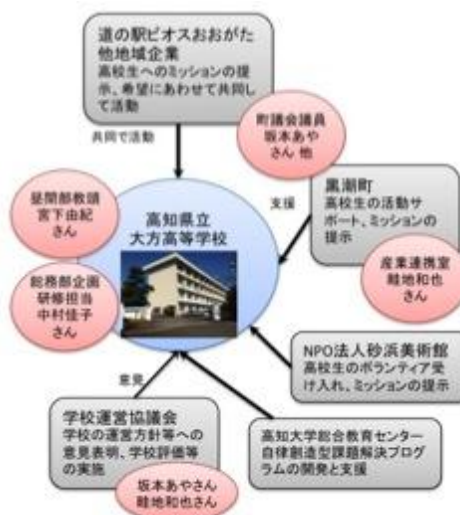 道の駅ビオスおおがた
他地域企業
高校生へのミッションの提
示、希望にあわせて共同し
て活動
共同で活動
町議会議員
坂本あや
さん 他
支援
黒潮町
高校生の活動サ
ポート、ミッションの
提示
産業連携室
畦地和也
さん
昼間部教頭
宮下由紀
さん
総務部企画
研修担当
中村佳子
さん
高知県立
大方高等学校
NPO法人砂浜美術館
高校生のボランティア受
け入れ、ミッションの提示
意見
学校運営協議会
学校の運営方針等への
意見表明、学校評価等
の実施
坂本あやさん
畦地和也さん
高知大学総合教育センター
自律創造型課題解決プログ
ラムの開発と支援